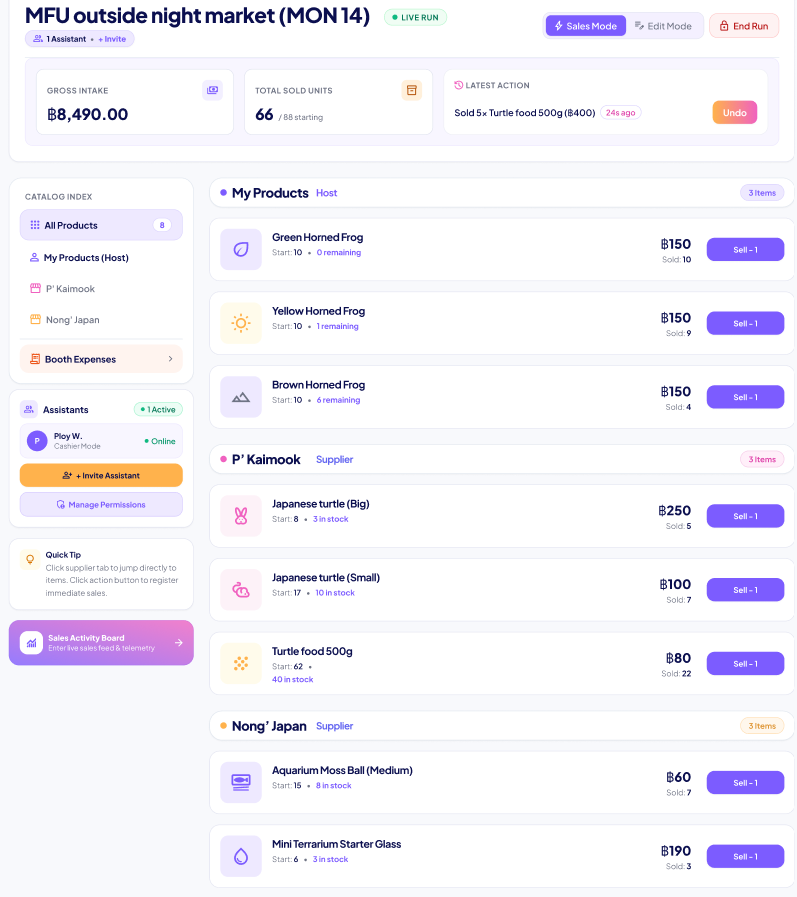 MFU outside night market (MON 14)
LIVE RUN
Sales Mode
Edit Mode
End Run
1 Assistant • + Invite
GROSS INTAKE
฿8,490.00
TOTAL SOLD UNITS
66 / 88 starting
LATEST ACTION
Sold 5× Turtle food 500g (฿400) 24s ago
Undo
CATALOG INDEX
All Products 8
My Products (Host)
P' Kaimook
Nong' Japan
Booth Expenses
Assistants 1 Active
P
Ploy W.
Cashier Mode
Online
+ Invite Assistant
Manage Permissions
Quick Tip
Click supplier tab to jump directly to
items. Click action button to register
immediate sales.
Sales Activity Board
Enter live sales feed & telemetry
My Products Host 3 Items
Green Horned Frog
Start: 10 • 0 remaining
฿150
Sold: 10
Sell - 1
Yellow Horned Frog
Start: 10 • 1 remaining
฿150
Sold: 9
Sell - 1
Brown Horned Frog
Start: 10 • 6 remaining
฿150
Sold: 4
Sell - 1
P' Kaimook Supplier 3 Items
Japanese turtle (Big)
Start: 8 • 3 in stock
฿250
Sold: 5
Sell - 1
Japanese turtle (Small)
Start: 17 • 10 in stock
฿100
Sold: 7
Sell - 1
Turtle food 500g
Start: 62 •
40 in stock
฿80
Sold: 22
Sell - 1
Nong' Japan Supplier 3 Items
Aquarium Moss Ball (Medium)
Start: 15 • 8 in stock
฿60
Sold: 7
Sell - 1
Mini Terrarium Starter Glass
Start: 6 • 3 in stock
฿190
Sold: 3
Sell - 1